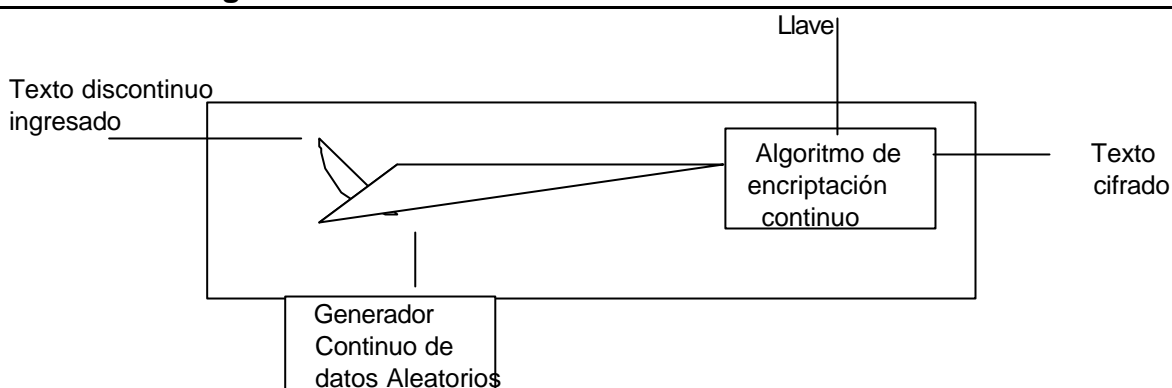 Llave
Texto discontinuo
ingresado
Algoritmo de
encriptación
continuo
Texto
cifrado
Generador
Continuo de
datos Aleatorios